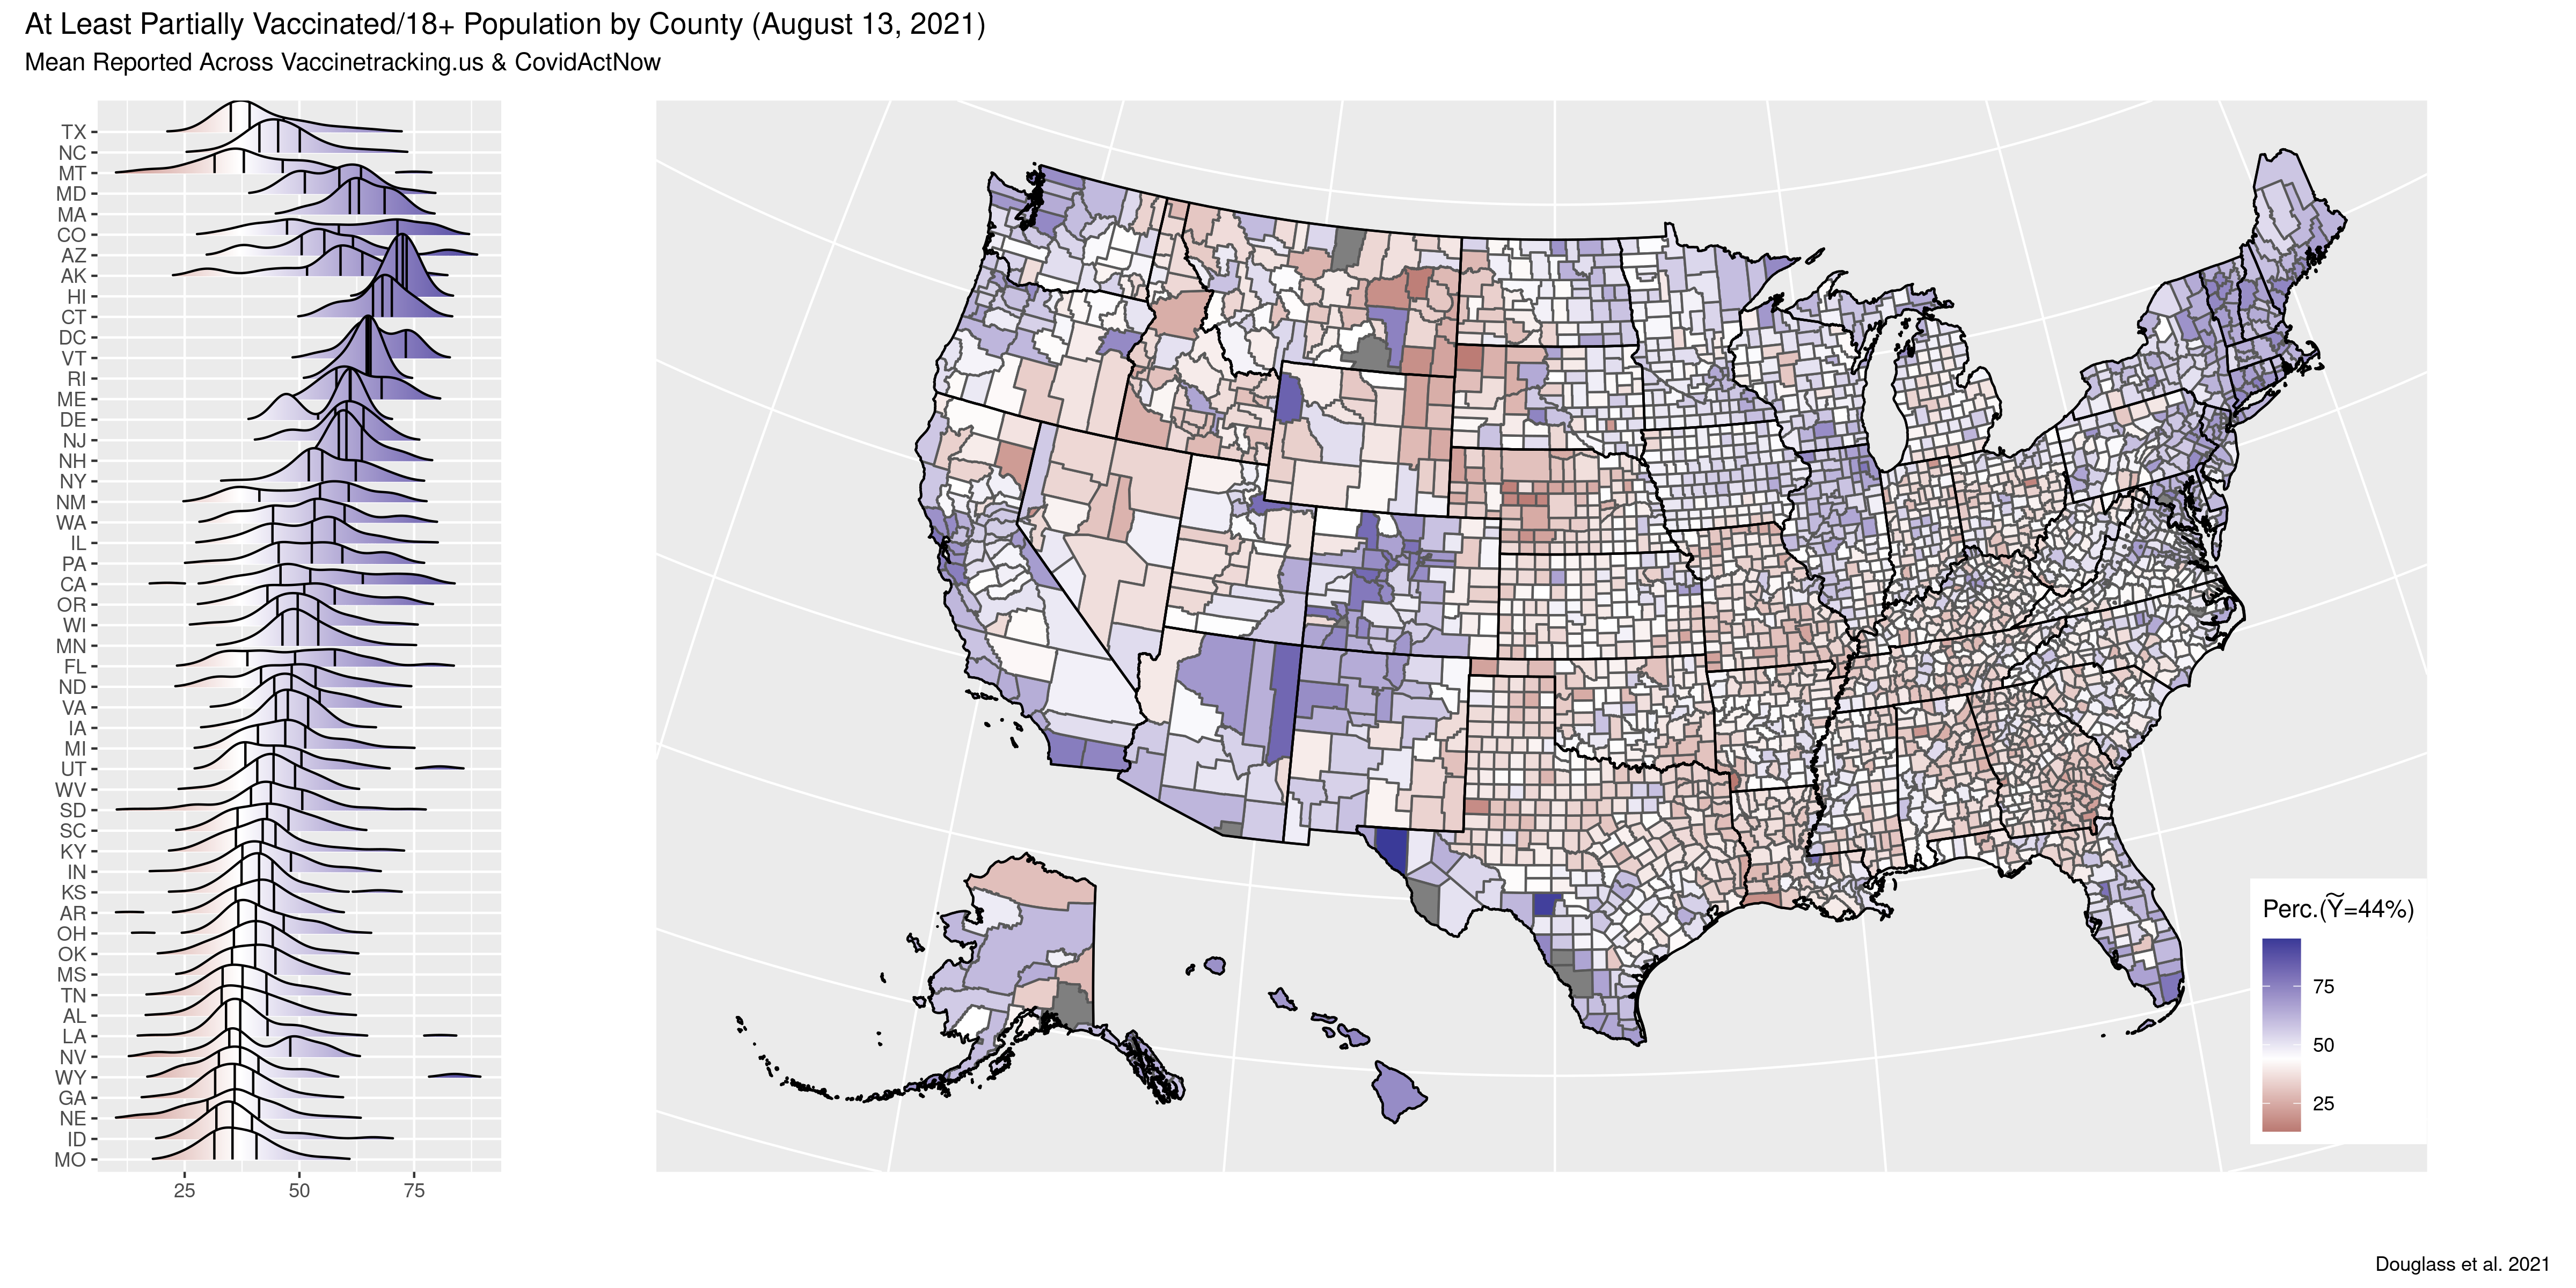 At Least Partially Vaccinated/18+ Population by County (August 13, 2021)
Mean Reported Across Vaccinetracking.us & CovidActNow
TX
NC
MT
MD
MA
CO
AZ
AK
HI
CT
DC
VT
RI
ME
DE
NJ
NH
NY
NM
WA
IL
PA
CA
OR
WI
MN
FL
ND
VA
IA
MI
UT
WV
SD
SC
KY
IN
KS
AR
OH
OK
MS
TN
AL
LA
NV
WY
GA
NE
ID
MO
25 50 75
Perc.(Ỹ=44%)
75
50
25
Douglass et al. 2021